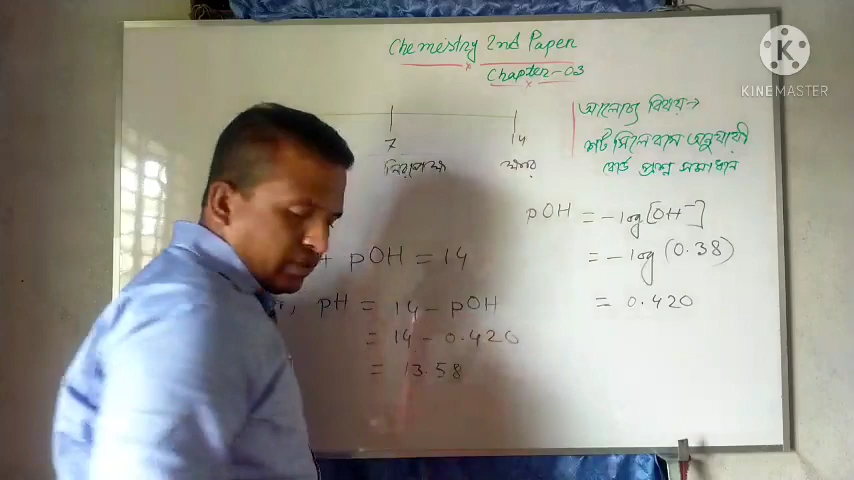 Chemistry 2nd Paper
Chapter-03
KINEMASTER
আলোচ্য বিষয়→
শর্ট সিলেবাস অনুযায়ী
বোর্ড প্রশ্ন সমাধান
7
14
নিরপেক্ষ
ক্ষার
pOH = -log[OH⁻]
= -log(0.38)
= 0.420
+ pOH = 14
pH = 14 - pOH
= 14 - 0.420
= 13.58